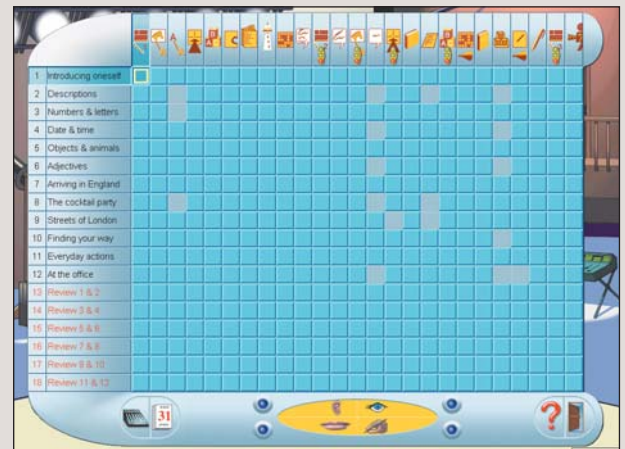 1 Introducing oneself
2 Descriptions
3 Numbers & letters
4 Date & time
5 Objects & animals
6 Adjectives
7 Arriving in England
8 The cocktail party
9 Streets of London
10 Finding your way
11 Everyday actions
12 At the office
13 Review 1 & 2
14 Review 3 & 4
15 Review 5 & 6
16 Review 7 & 8
17 Review 9 & 10
18 Review 11 & 12
31
?